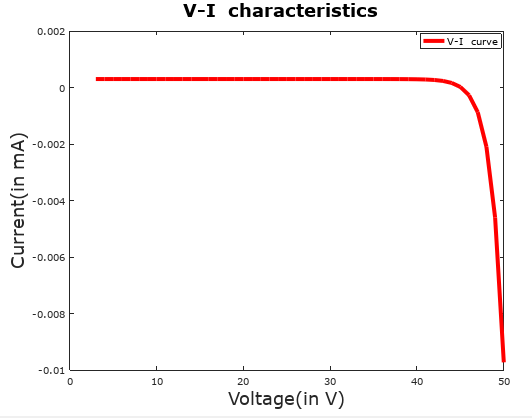 V-I characteristics
V-I curve
0.002
0
-0.002
-0.004
-0.006
-0.008
-0.01
Current(in mA)
0 10 20 30 40 50
Voltage(in V)